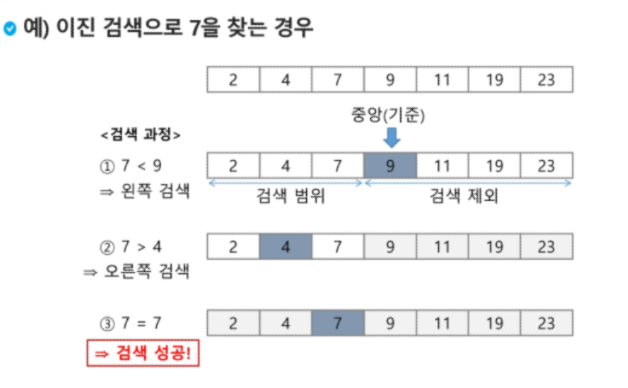 예) 이진 검색으로 7을 찾는 경우
2 4 7 9 11 19 23
중앙(기준)
<검색 과정>
① 7 < 9
⇒ 왼쪽 검색
2 4 7 9 11 19 23
검색 범위 검색 제외
② 7 > 4
⇒ 오른쪽 검색
2 4 7 9 11 19 23
③ 7 = 7
⇒ 검색 성공!
2 4 7 9 11 19 23